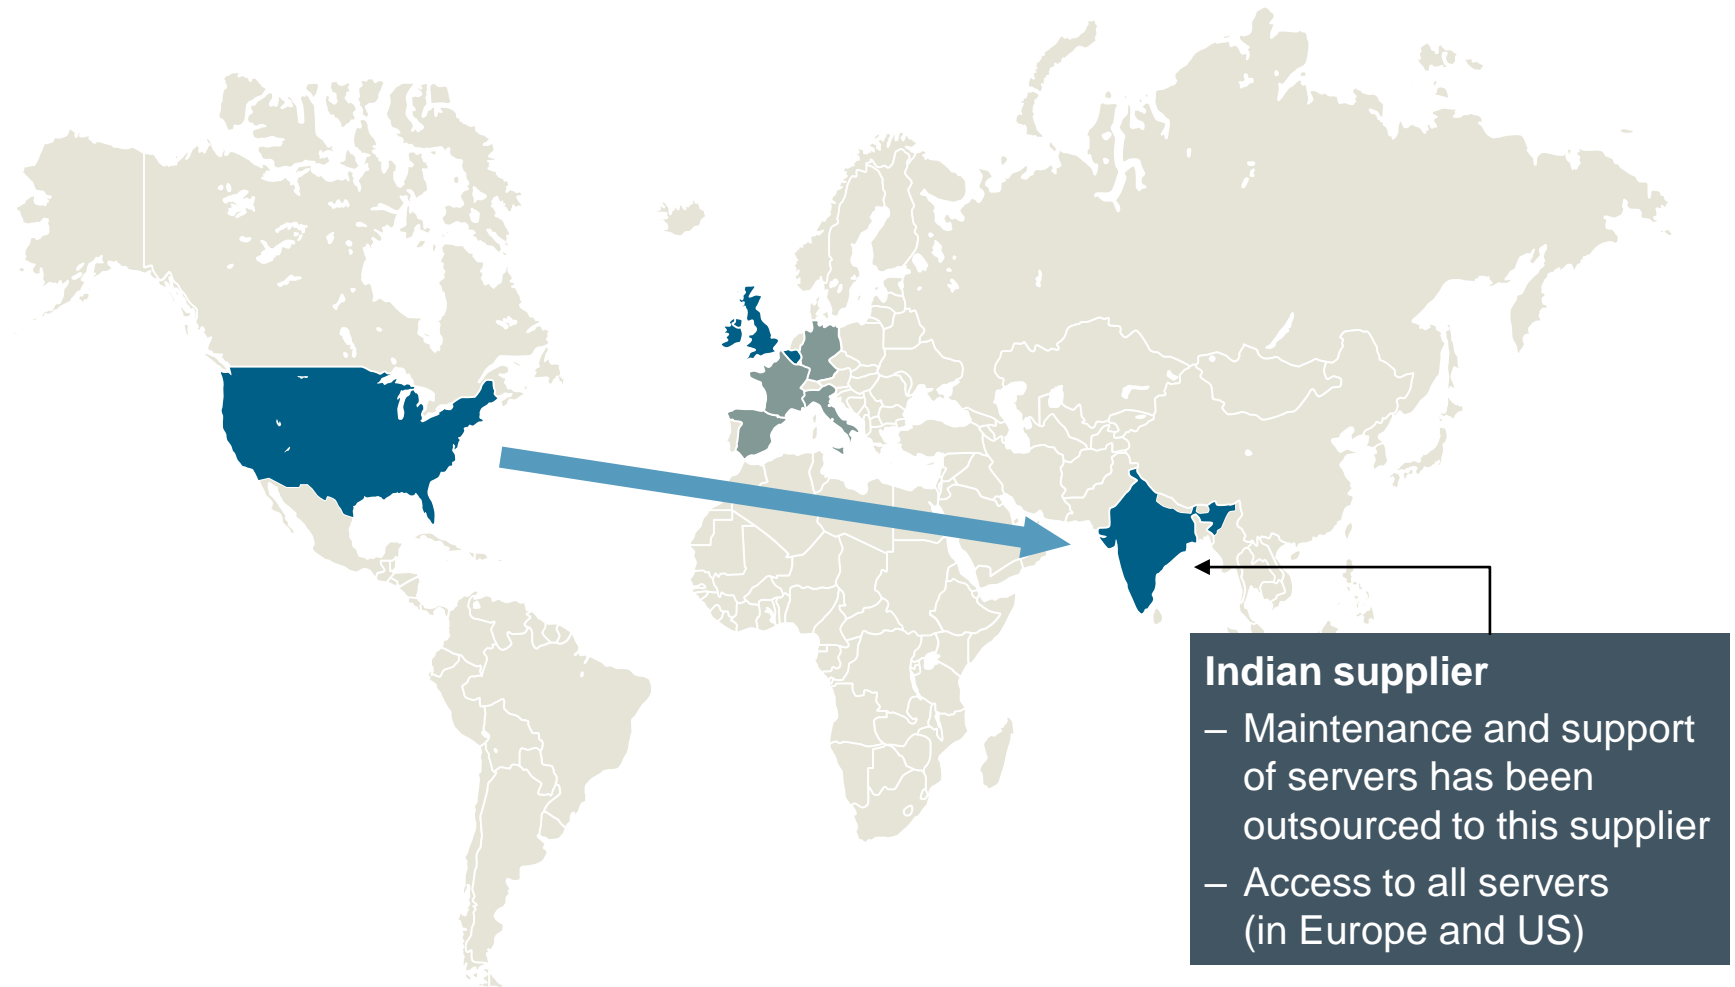 Indian supplier
– Maintenance and support
of servers has been
outsourced to this supplier
– Access to all servers
(in Europe and US)